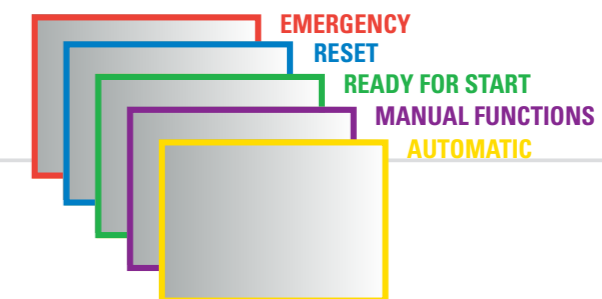 EMERGENCY
RESET
READY FOR START
MANUAL FUNCTIONS
AUTOMATIC